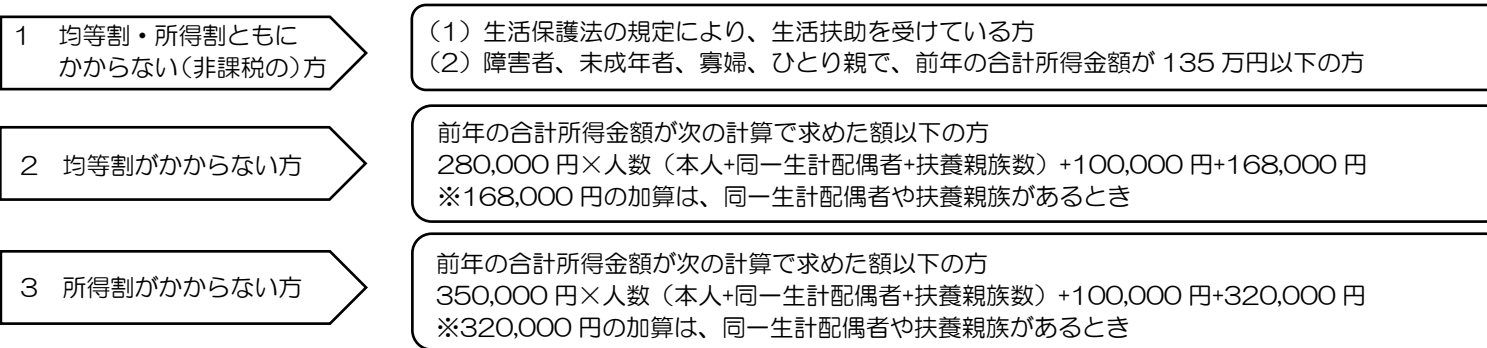 1 均等割・所得割ともに
かからない(非課税の)方
(1)生活保護法の規定により、生活扶助を受けている方
(2)障害者、未成年者、寡婦、ひとり親で、前年の合計所得金額が 135 万円以下の方
2 均等割がかからない方
前年の合計所得金額が次の計算で求めた額以下の方
280,000 円×人数(本人+同一生計配偶者+扶養親族数)+100,000 円+168,000 円
※168,000 円の加算は、同一生計配偶者や扶養親族があるとき
3 所得割がかからない方
前年の合計所得金額が次の計算で求めた額以下の方
350,000 円×人数(本人+同一生計配偶者+扶養親族数)+100,000 円+320,000 円
※320,000 円の加算は、同一生計配偶者や扶養親族があるとき